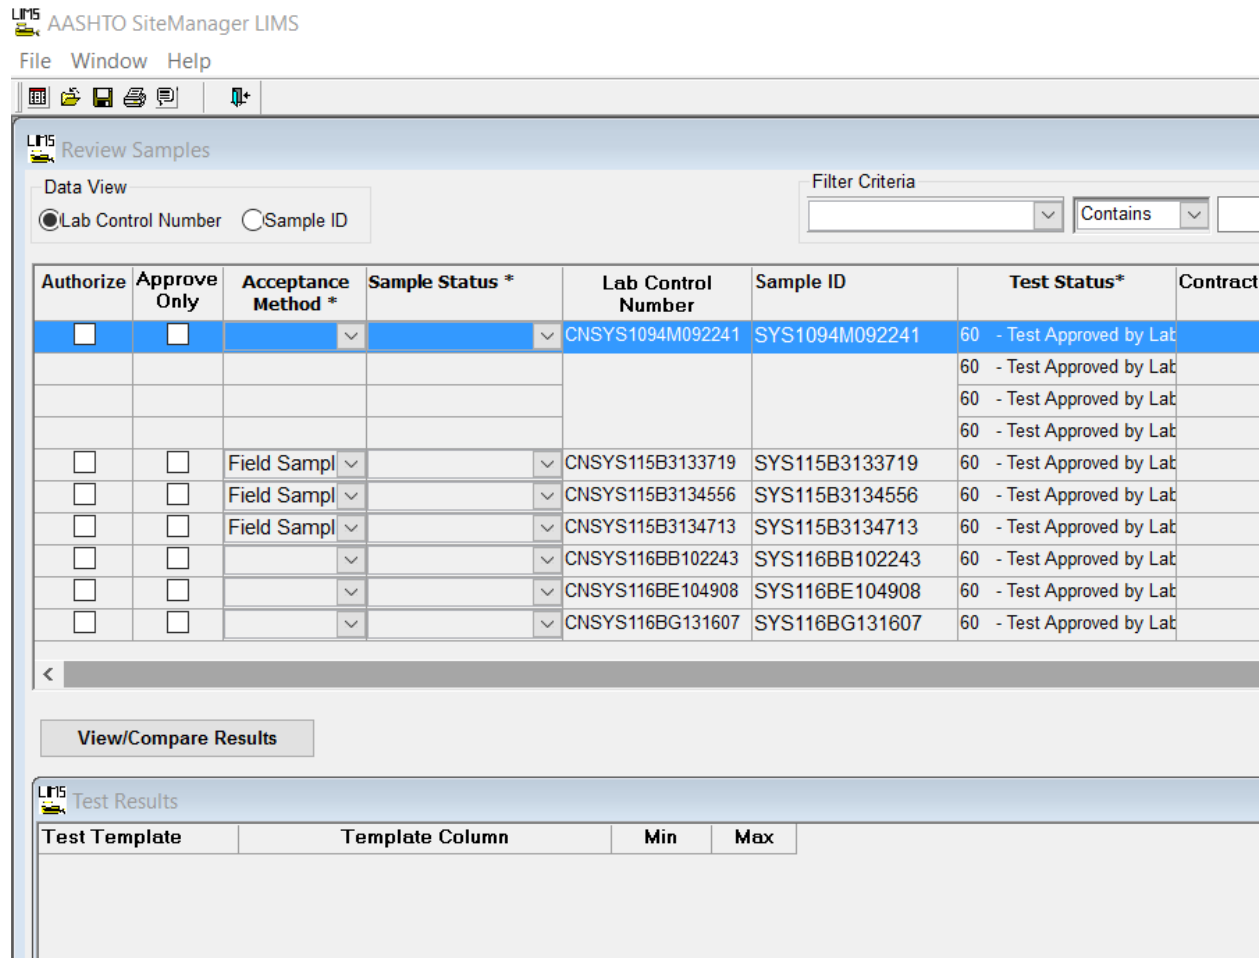 LIMS
AASHTO SiteManager LIMS
File Window Help
LIMS
Review Samples
Data View
Filter Criteria
Lab Control Number Sample ID
Contains
Authorize Approve Only Acceptance Method * Sample Status * Lab Control Number Sample ID Test Status* Contract
CNSYS1094M092241 SYS1094M092241 60 - Test Approved by Lab
60 - Test Approved by Lab
60 - Test Approved by Lab
60 - Test Approved by Lab
Field Sampl CNSYS115B3133719 SYS115B3133719 60 - Test Approved by Lab
Field Sampl CNSYS115B3134556 SYS115B3134556 60 - Test Approved by Lab
Field Sampl CNSYS115B3134713 SYS115B3134713 60 - Test Approved by Lab
CNSYS116BB102243 SYS116BB102243 60 - Test Approved by Lab
CNSYS116BE104908 SYS116BE104908 60 - Test Approved by Lab
CNSYS116BG131607 SYS116BG131607 60 - Test Approved by Lab
View/Compare Results
LIMS
Test Results
Test Template Template Column Min Max